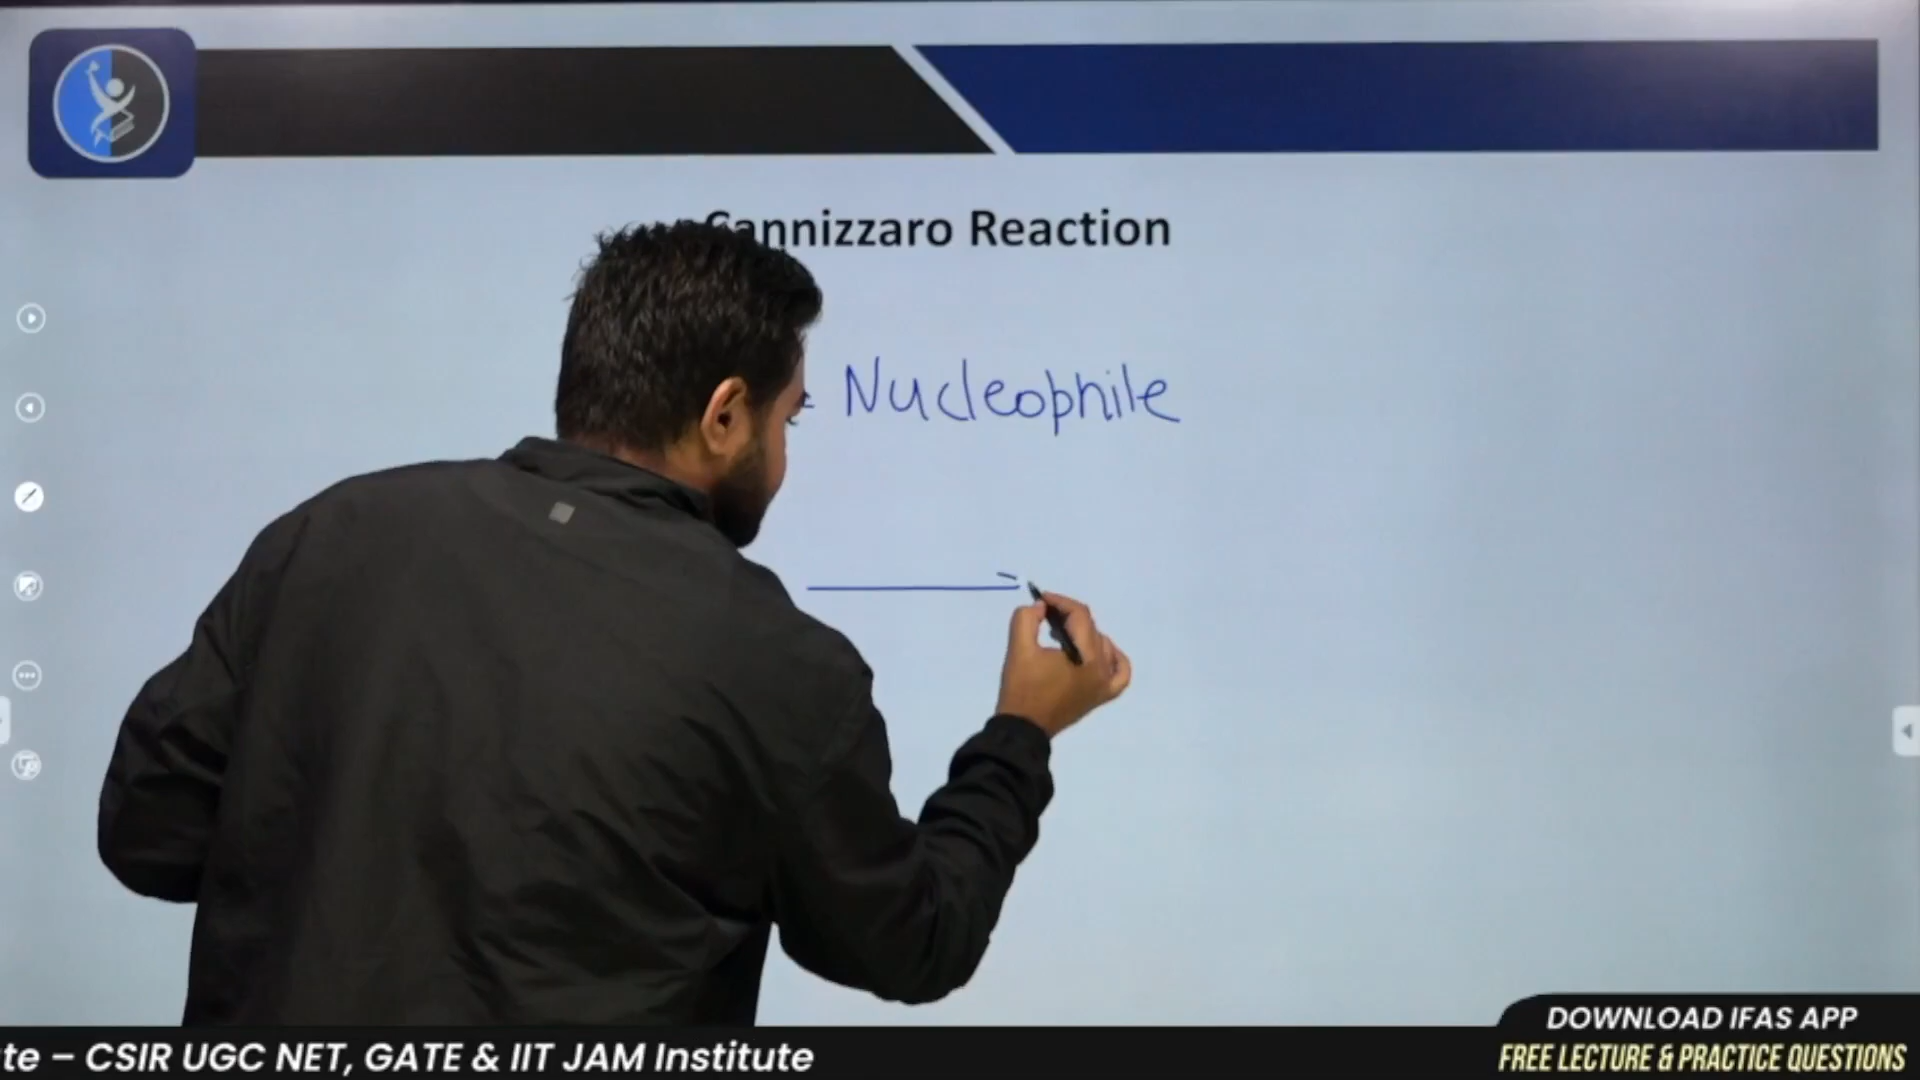 Cannizzaro Reaction
Nucleophile
te – CSIR UGC NET, GATE & IIT JAM Institute
DOWNLOAD IFAS APP
FREE LECTURE & PRACTICE QUESTIONS